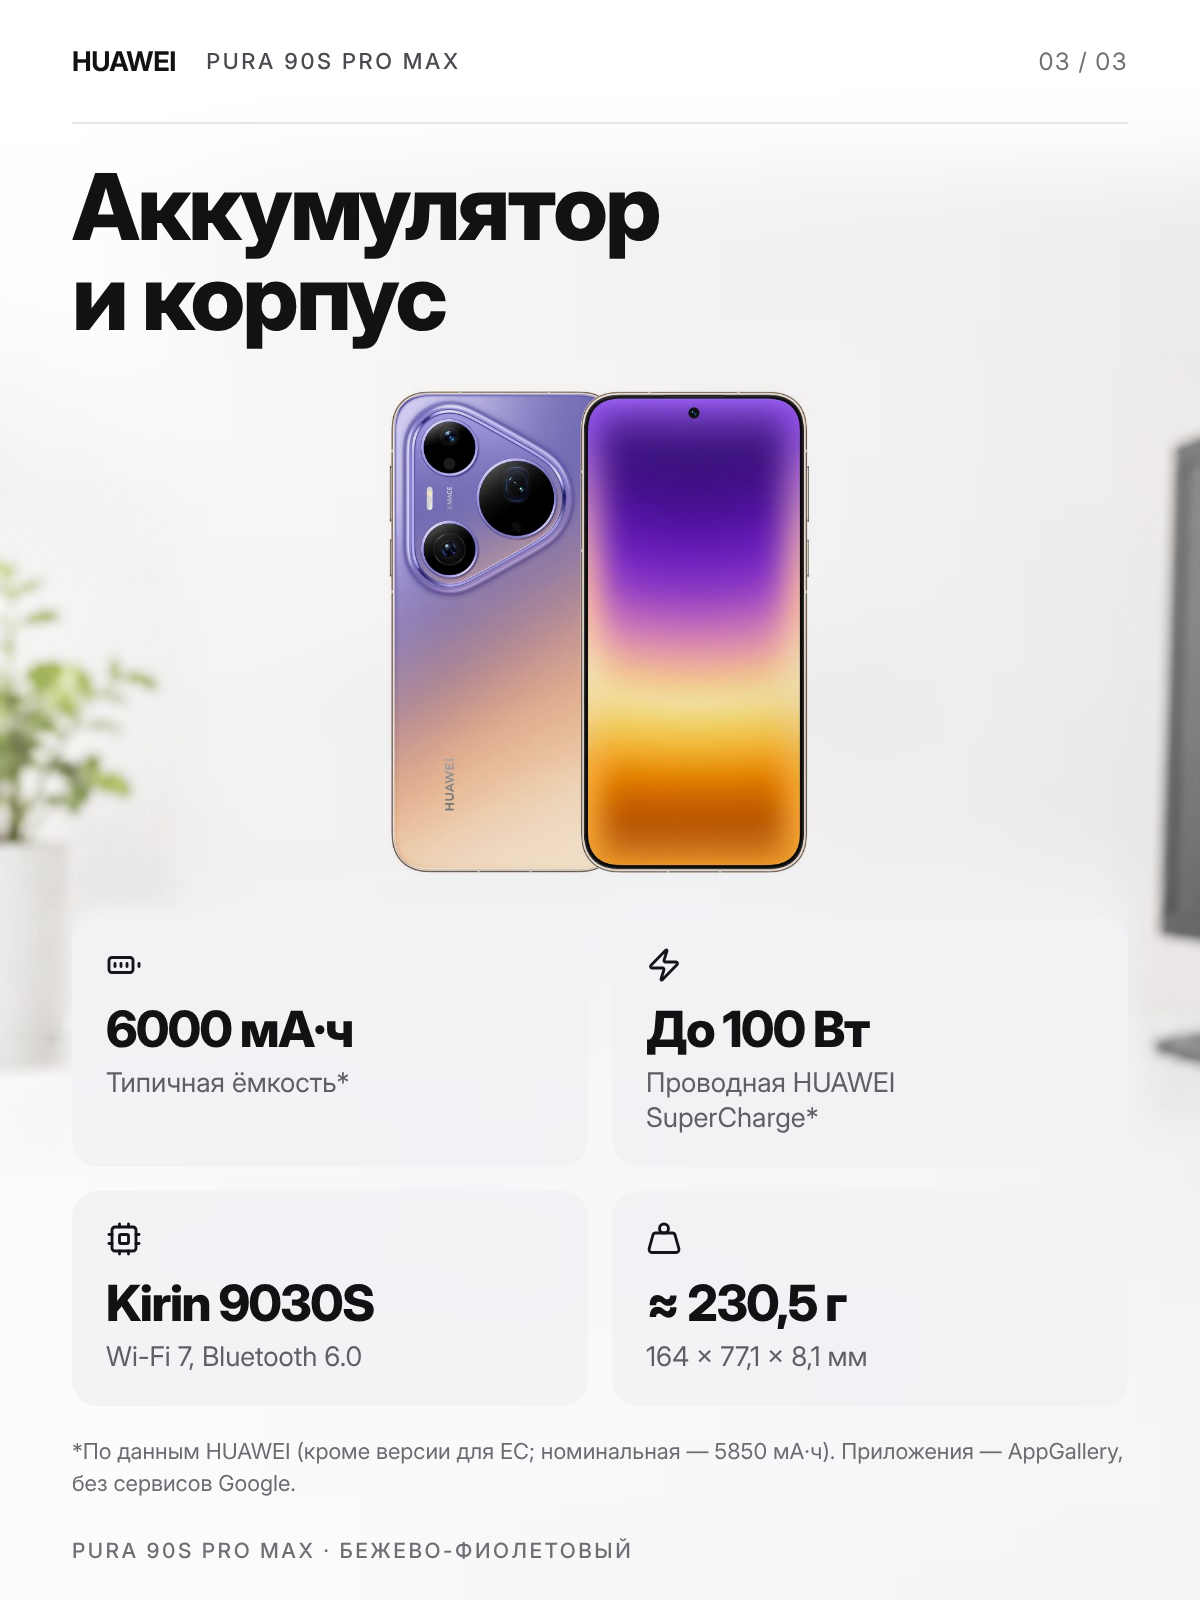 HUAWEI PURA 90S PRO MAX 03 / 03
Аккумулятор
и корпус
XMAGE
HUAWEI
6000 мА·ч
Типичная ёмкость*
До 100 Вт
Проводная HUAWEI
SuperCharge*
Kirin 9030S
Wi-Fi 7, Bluetooth 6.0
≈ 230,5 г
164 × 77,1 × 8,1 мм
*По данным HUAWEI (кроме версии для ЕС; номинальная — 5850 мА·ч). Приложения — AppGallery,
без сервисов Google.
PURA 90S PRO MAX · БЕЖЕВО-ФИОЛЕТОВЫЙ